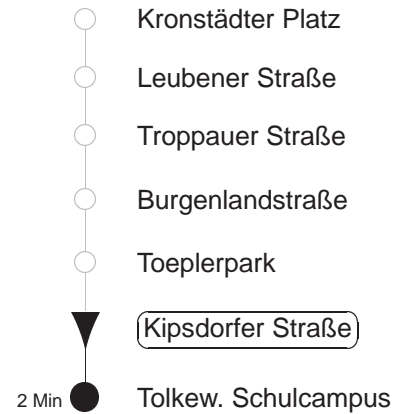 Kronstädter Platz
Leubener Straße
Troppauer Straße
Burgenlandstraße
Toeplerpark
Kipsdorfer Straße
2 Min Tolkew. Schulcampus